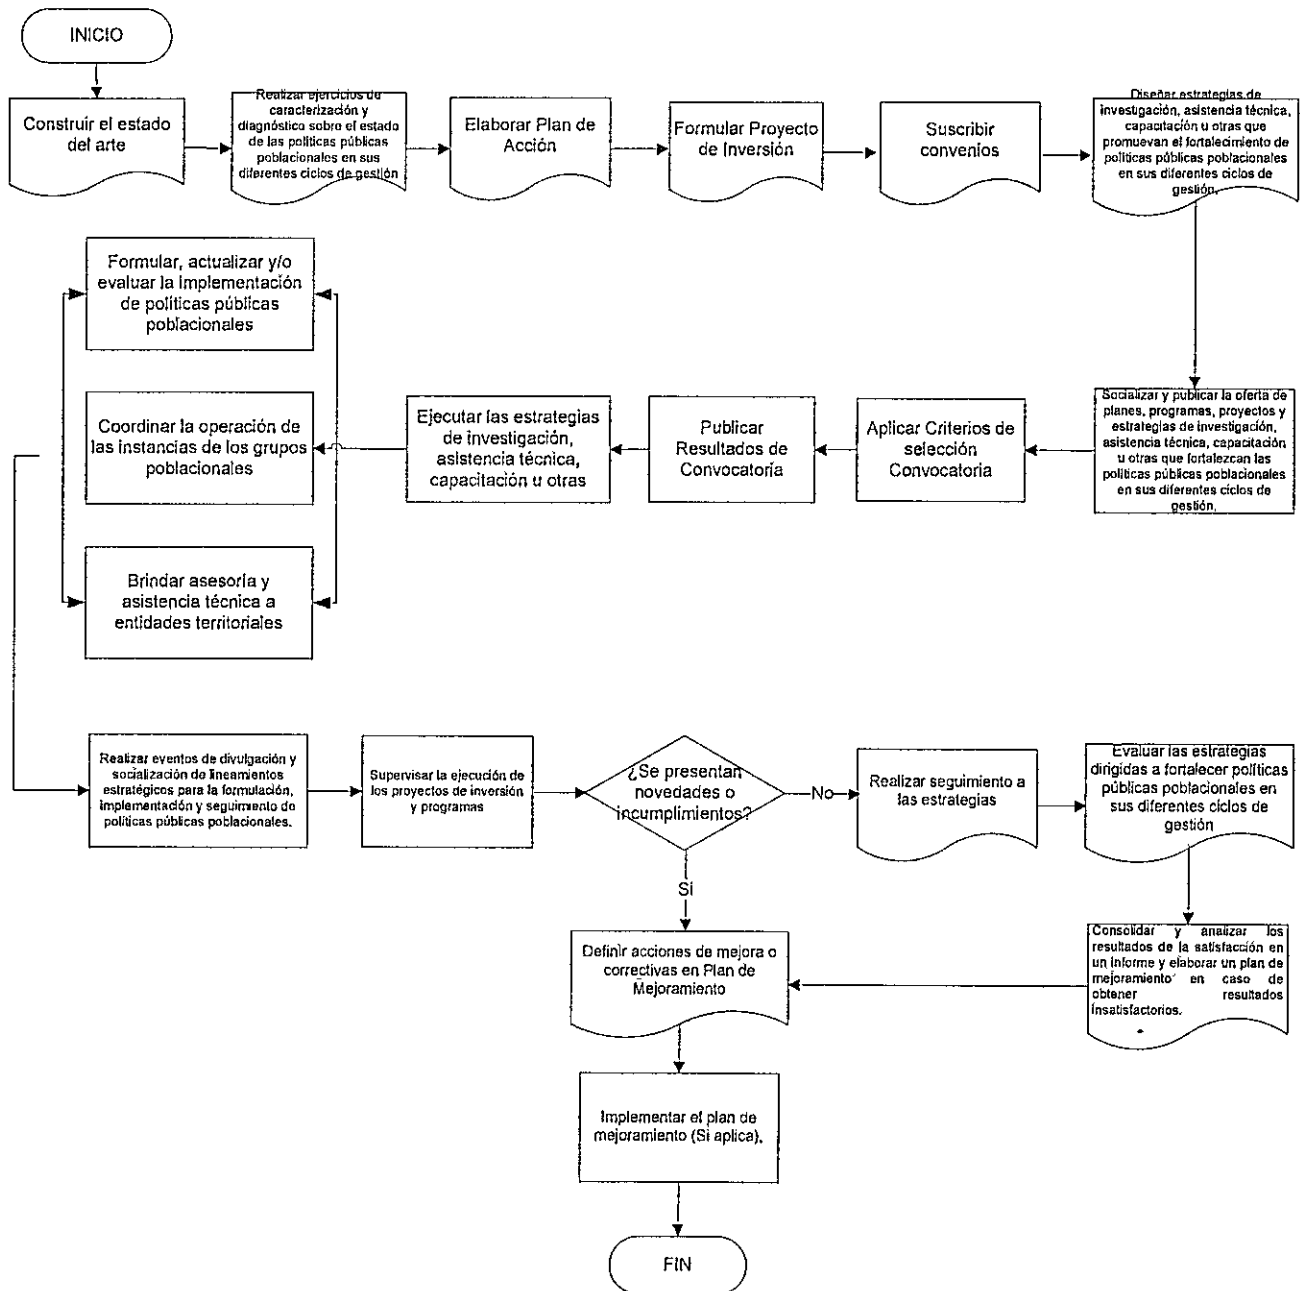 INICIO
Construir el estado
del arte
Realizar ejercicios de
caracterización y
diagnóstico sobre el estado
de las políticas públicas
poblacionales en sus
diferentes ciclos de gestión
Elaborar Plan de
Acción
Formular Proyecto
de Inversión
Suscribir
convenios
Diseñar estrategias de
investigación, asistencia técnica,
capacitación u otras que
promuevan el fortalecimiento de
políticas públicas poblacionales
en sus diferentes ciclos de
gestión.
Formular, actualizar y/o
evaluar la implementación
de políticas públicas
poblacionales
Coordinar la operación de
las instancias de los grupos
poblacionales
Ejecutar las estrategias
de investigación,
asistencia técnica,
capacitación u otras
Publicar
Resultados de
Convocatoria
Aplicar Criterios de
selección
Convocatoria
Socializar y publicar la oferta de
planes, programas, proyectos y
estrategias de investigación,
asistencia técnica, capacitación
u otras que fortalezcan las
políticas públicas poblacionales
en sus diferentes ciclos de
gestión.
Brindar asesoría y
asistencia técnica a
entidades territoriales
Realizar eventos de divulgación y
socialización de lineamientos
estratégicos para la formulación,
implementación y seguimiento de
políticas públicas poblacionales.
Supervisar la ejecución de
los proyectos de inversión
y programas
¿Se presentan
novedades o
incumplimientos?
No
Realizar seguimiento a
las estrategias
Evaluar las estrategias
dirigidas a fortalecer políticas
públicas poblacionales en
sus diferentes ciclos de
gestión
Si
Definir acciones de mejora o
correctivas en Plan de
Mejoramiento
Consolidar y analizar los
resultados de la satisfacción en
un informe y elaborar un plan de
mejoramiento en caso de
obtener resultados
insatisfactorios.
Implementar el plan de
mejoramiento (Si aplica).
FIN